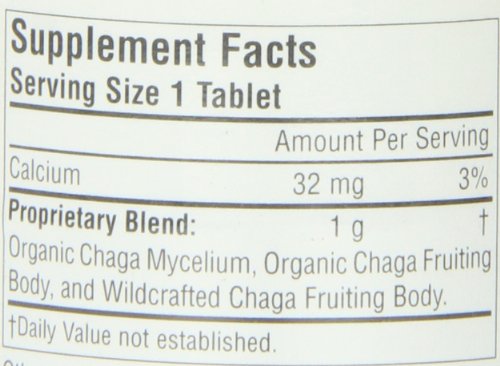 Supplement Facts
Serving Size 1 Tablet
Amount Per Serving
Calcium 32 mg 3%
Proprietary Blend: 1 g †
Organic Chaga Mycelium, Organic Chaga Fruiting
Body, and Wildcrafted Chaga Fruiting Body.
†Daily Value not established.